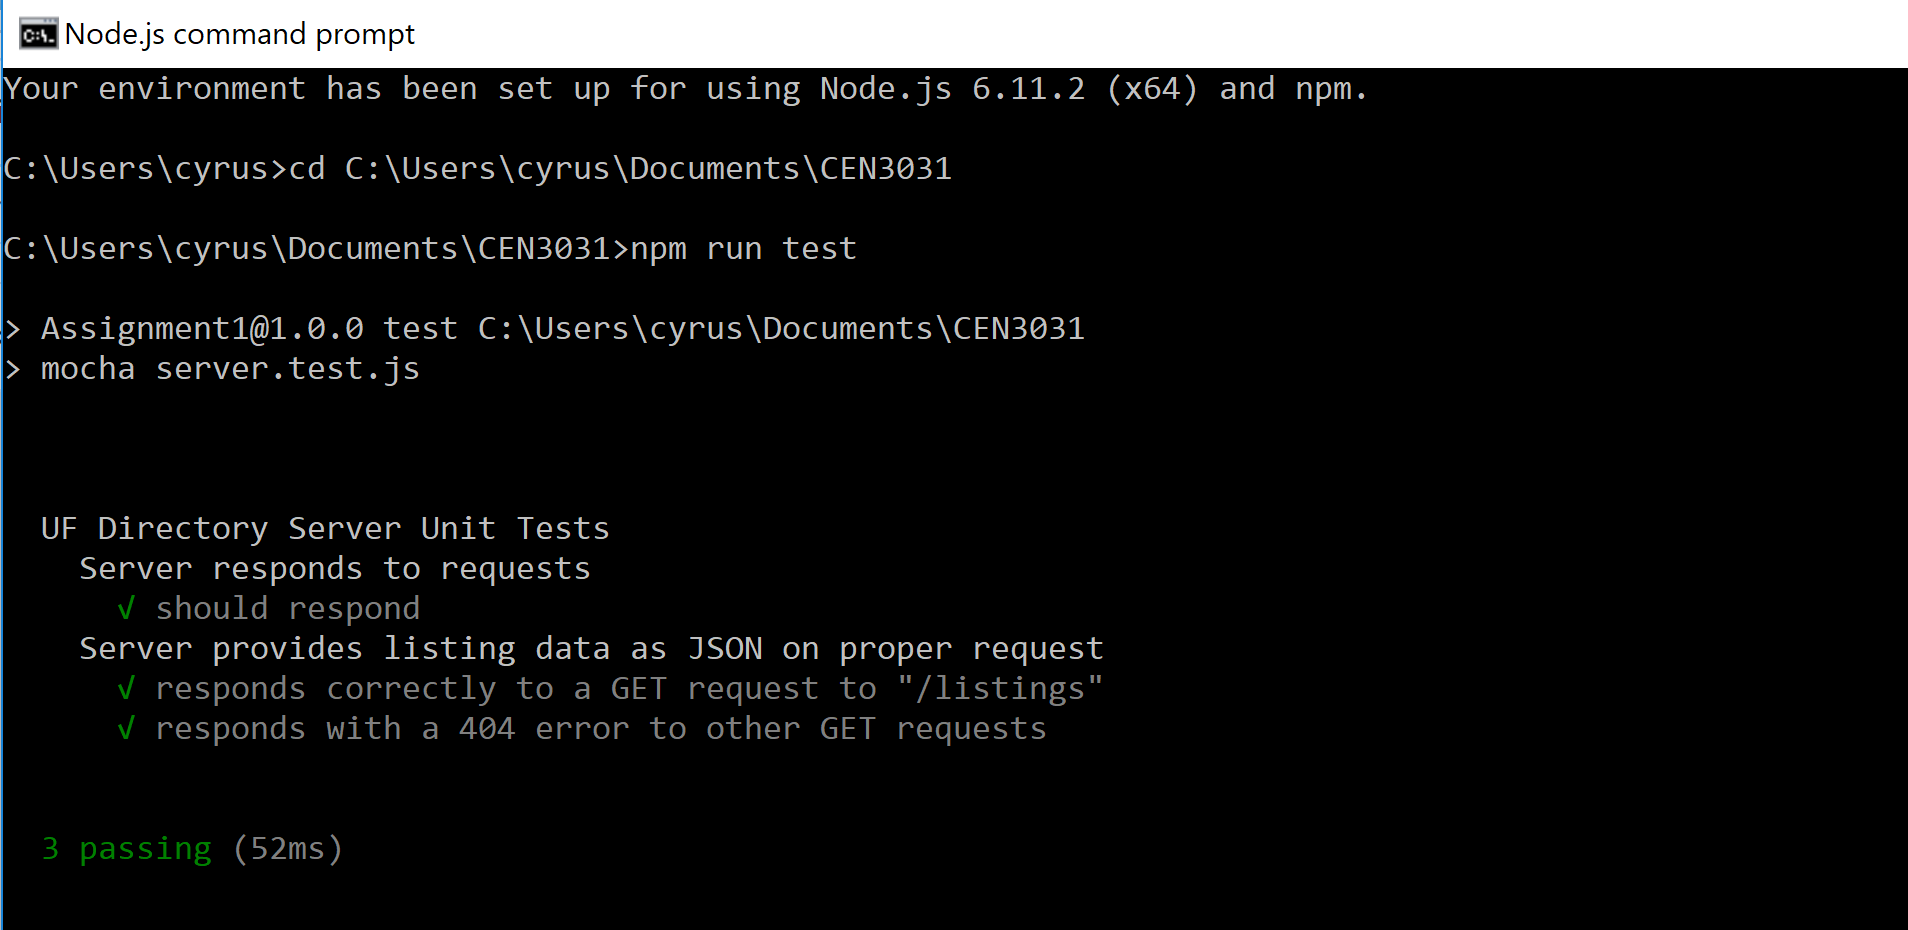 Node.js command prompt
Your environment has been set up for using Node.js 6.11.2 (x64) and npm.
C:\Users\cyrus>cd C:\Users\cyrus\Documents\CEN3031
C:\Users\cyrus\Documents\CEN3031>npm run test
> Assignment1@1.0.0 test C:\Users\cyrus\Documents\CEN3031
> mocha server.test.js
UF Directory Server Unit Tests
Server responds to requests
√ should respond
Server provides listing data as JSON on proper request
√ responds correctly to a GET request to "/listings"
√ responds with a 404 error to other GET requests
3 passing (52ms)